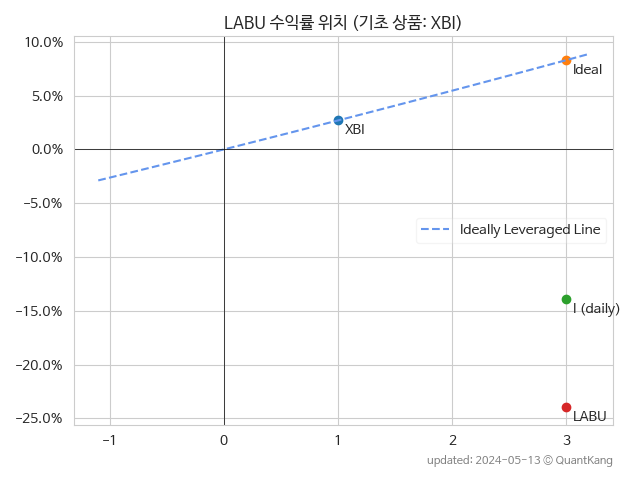 LABU 수익률 위치 (기초 상품: XBI)
10.0%
Ideal
5.0%
XBI
0.0%
−5.0%
Ideally Leveraged Line
−10.0%
I (daily)
−15.0%
−20.0%
−25.0%
LABU
−1
0
1
2
3
updated: 2024-05-13 © QuantKang